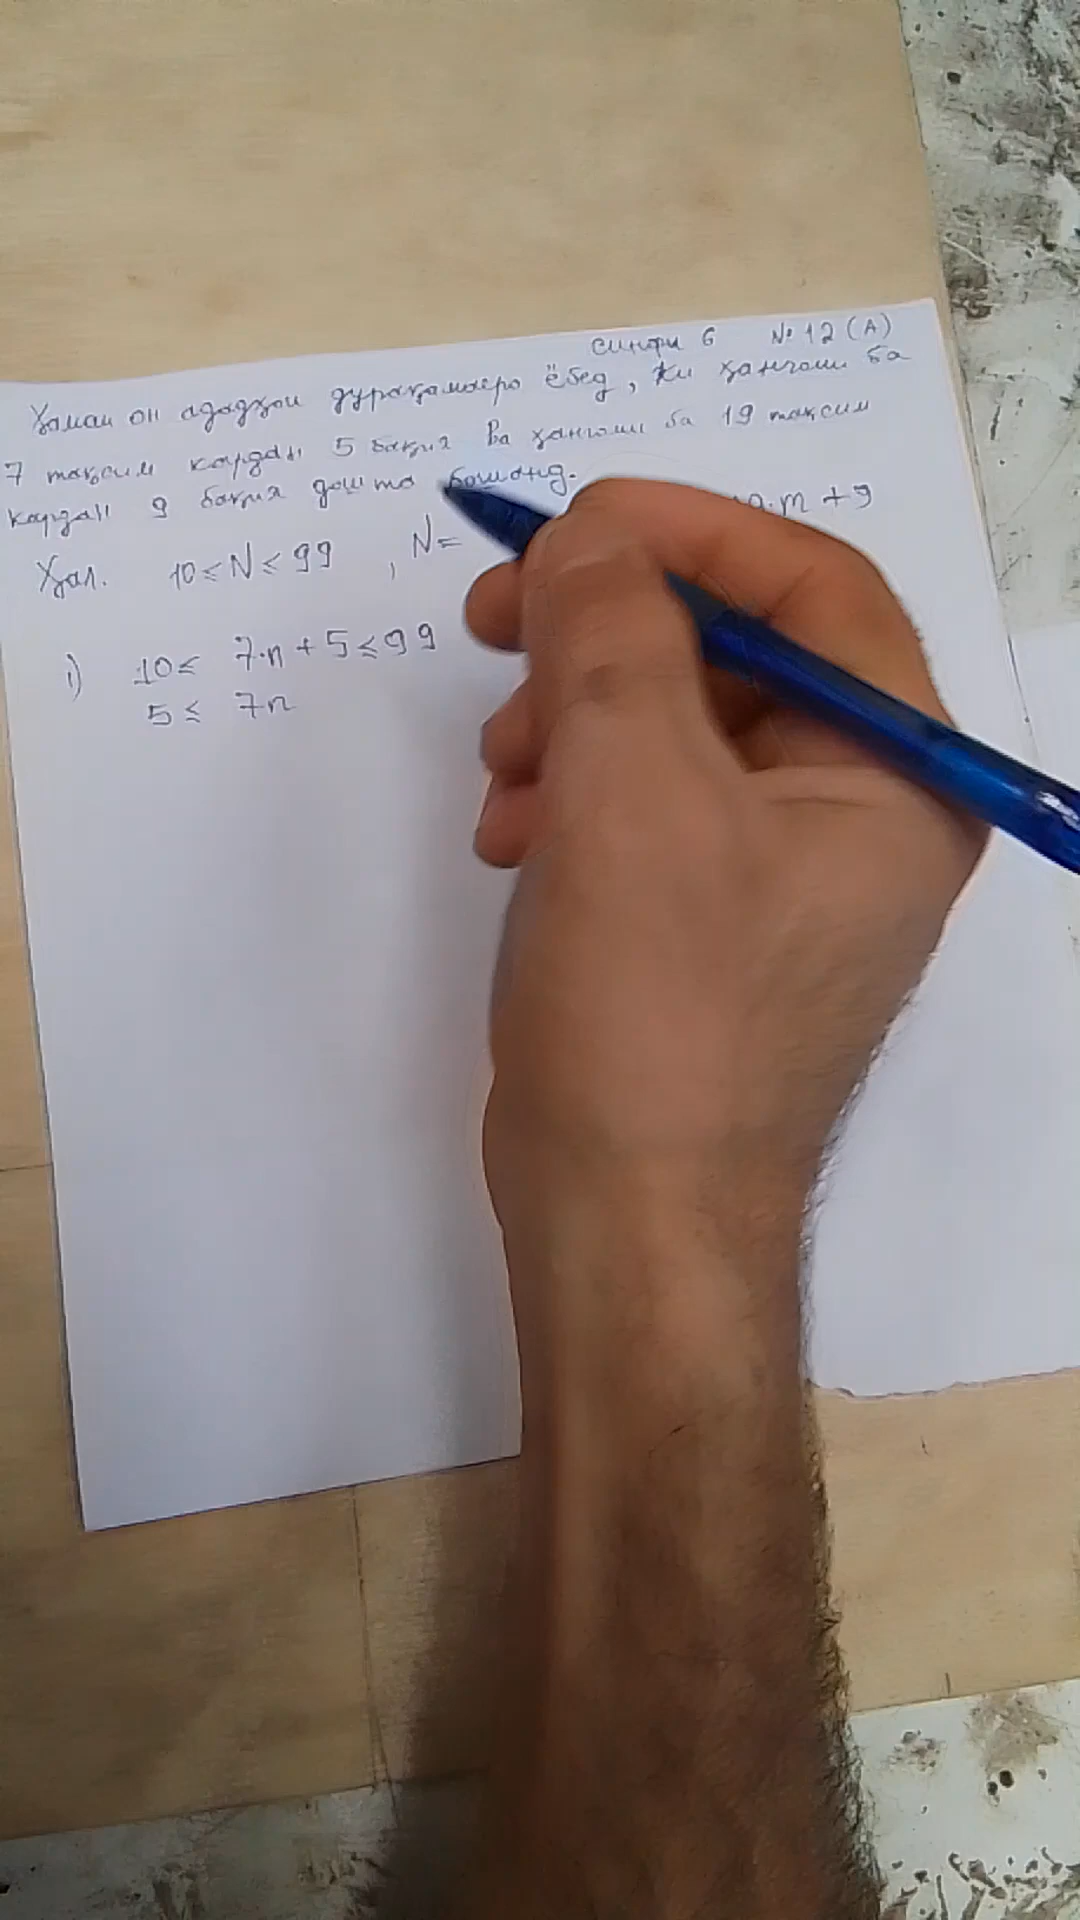 синфи 6 № 12 (А)
Ҳамаи он ададҳои дурақамаеро ёбед, ки ҳангоми ба
7 тақсим кардан 5 бақия ва ҳангоми ба 19 тақсим
кардан 9 бақия дошта бошанд.
Ҳал. 10 ≤ N ≤ 99 , N= m + 9
1) 10 ≤ 7·n + 5 ≤ 99
5 ≤ 7n